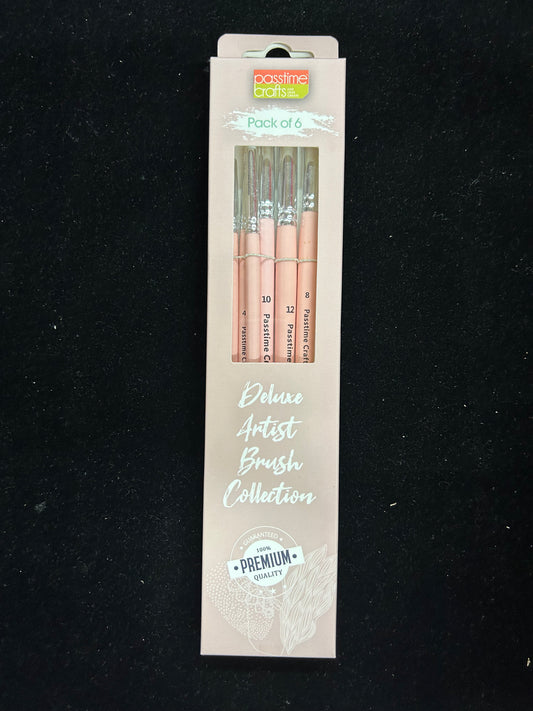 passtime
crafts
Pack of 6
4
10
12
8
Passtime C
Passtime C
Passtime C
Passtime Craft
Deluxe
Artist
Brush
Collection
GUARANTEED
100%
PREMIUM
QUALITY